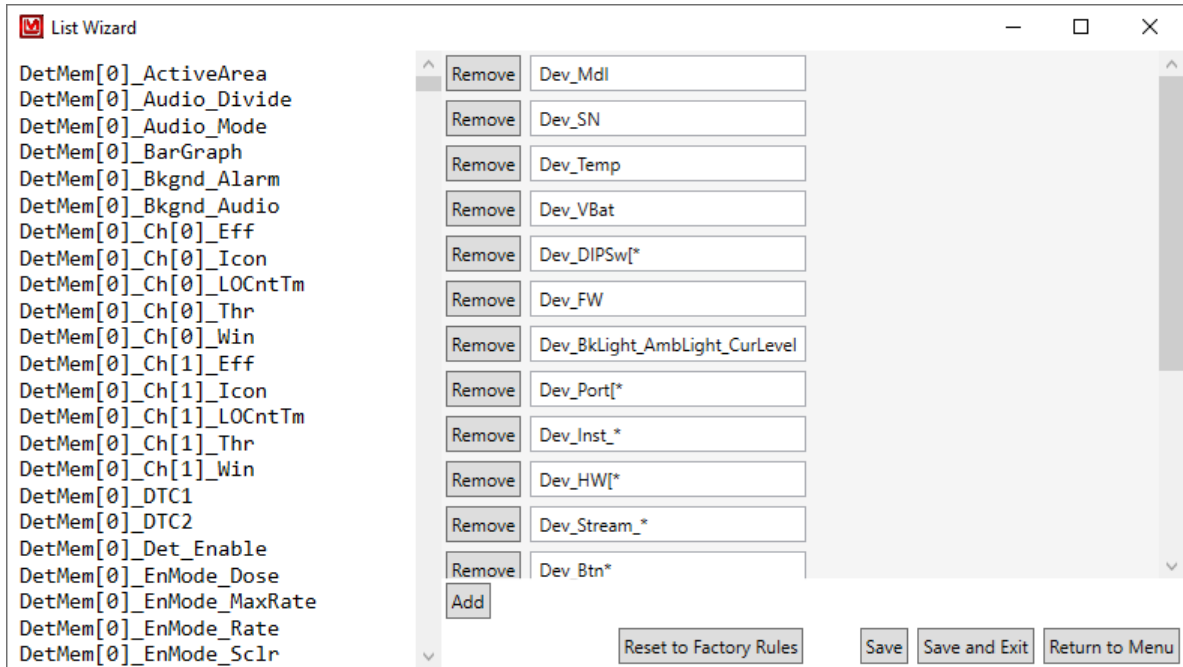 List Wizard
DetMem[0]_ActiveArea
DetMem[0]_Audio_Divide
DetMem[0]_Audio_Mode
DetMem[0]_BarGraph
DetMem[0]_Bkgnd_Alarm
DetMem[0]_Bkgnd_Audio
DetMem[0]_Ch[0]_Eff
DetMem[0]_Ch[0]_Icon
DetMem[0]_Ch[0]_LOCntTm
DetMem[0]_Ch[0]_Thr
DetMem[0]_Ch[0]_Win
DetMem[0]_Ch[1]_Eff
DetMem[0]_Ch[1]_Icon
DetMem[0]_Ch[1]_LOCntTm
DetMem[0]_Ch[1]_Thr
DetMem[0]_Ch[1]_Win
DetMem[0]_DTC1
DetMem[0]_DTC2
DetMem[0]_Det_Enable
DetMem[0]_EnMode_Dose
DetMem[0]_EnMode_MaxRate
DetMem[0]_EnMode_Rate
DetMem[0]_EnMode_Sclr
Remove Dev_Mdl
Remove Dev_SN
Remove Dev_Temp
Remove Dev_VBat
Remove Dev_DIPSw[*
Remove Dev_FW
Remove Dev_BkLight_AmbLight_CurLevel
Remove Dev_Port[*
Remove Dev_Inst_*
Remove Dev_HW[*
Remove Dev_Stream_*
Remove Dev_Btn*
Add
Reset to Factory Rules Save Save and Exit Return to Menu